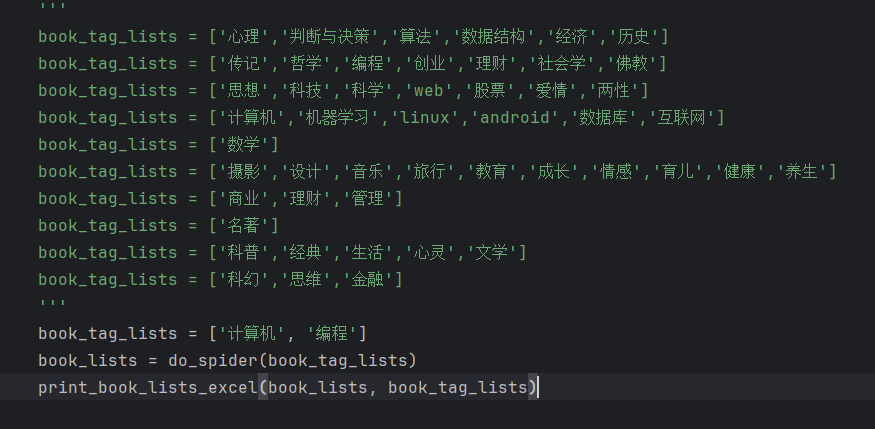 '''
book_tag_lists = ['心理','判断与决策','算法','数据结构','经济','历史']
book_tag_lists = ['传记','哲学','编程','创业','理财','社会学','佛教']
book_tag_lists = ['思想','科技','科学','web','股票','爱情','两性']
book_tag_lists = ['计算机','机器学习','linux','android','数据库','互联网']
book_tag_lists = ['数学']
book_tag_lists = ['摄影','设计','音乐','旅行','教育','成长','情感','育儿','健康','养生']
book_tag_lists = ['商业','理财','管理']
book_tag_lists = ['名著']
book_tag_lists = ['科普','经典','生活','心灵','文学']
book_tag_lists = ['科幻','思维','金融']
'''
book_tag_lists = ['计算机', '编程']
book_lists = do_spider(book_tag_lists)
print_book_lists_excel(book_lists, book_tag_lists)